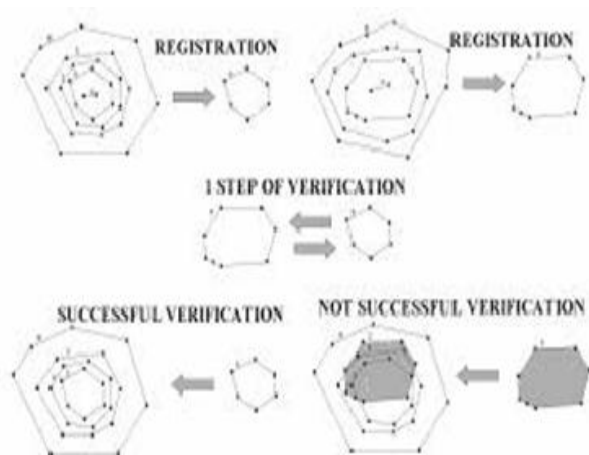 REGISTRATION
REGISTRATION
1 STEP OF VERIFICATION
SUCCESSFUL VERIFICATION
NOT SUCCESSFUL VERIFICATION